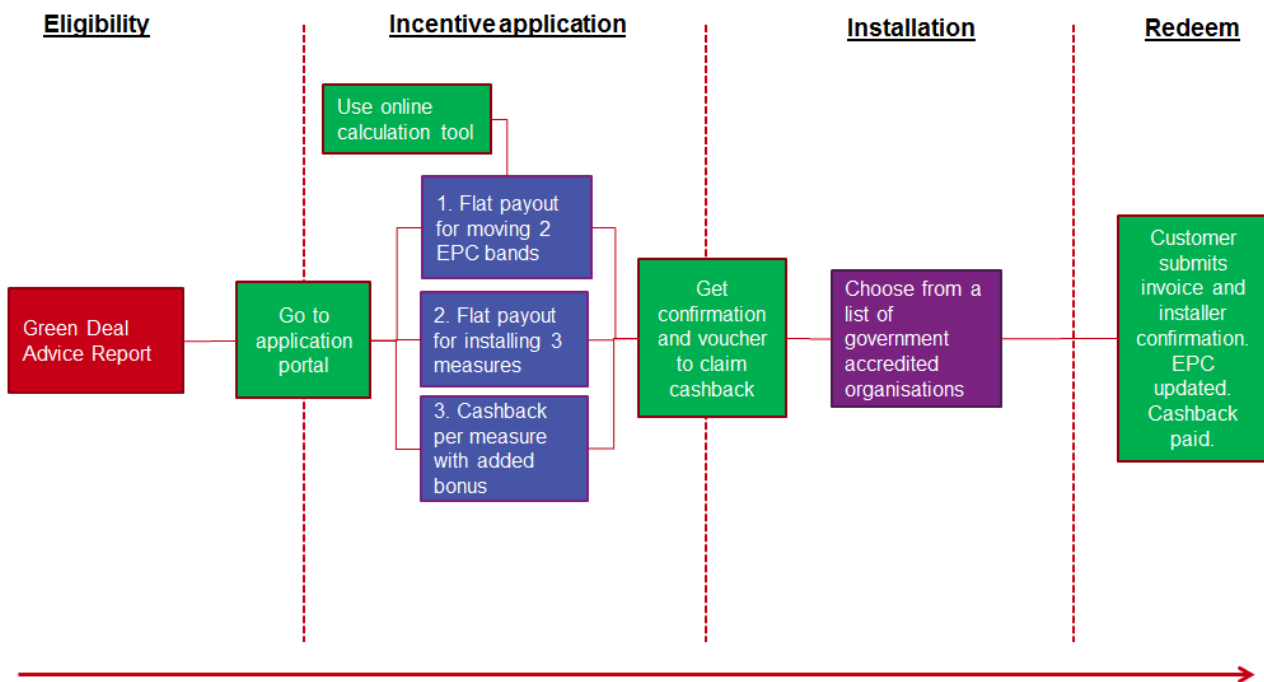 Eligibility
Incentive application
Installation
Redeem
Use online
calculation tool
1. Flat payout
for moving 2
EPC bands
Green Deal
Advice Report
Go to
application
portal
2. Flat payout
for installing 3
measures
3. Cashback
per measure
with added
bonus
Get
confirmation
and voucher
to claim
cashback
Choose from a
list of
government
accredited
organisations
Customer
submits
invoice and
installer
confirmation.
EPC
updated.
Cashback
paid.